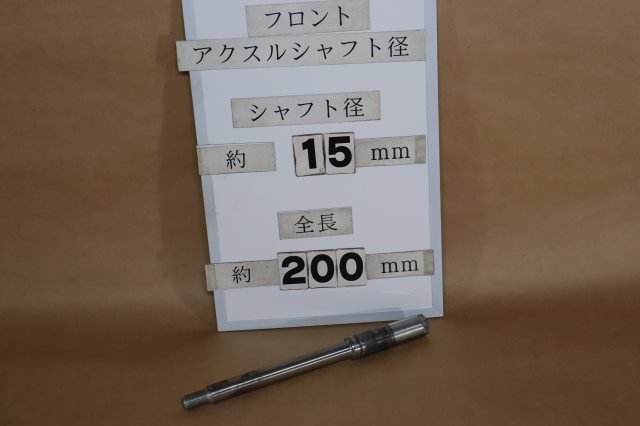 フロント
アクスルシャフト径
シャフト径
約 15 mm
全長
約 200 mm